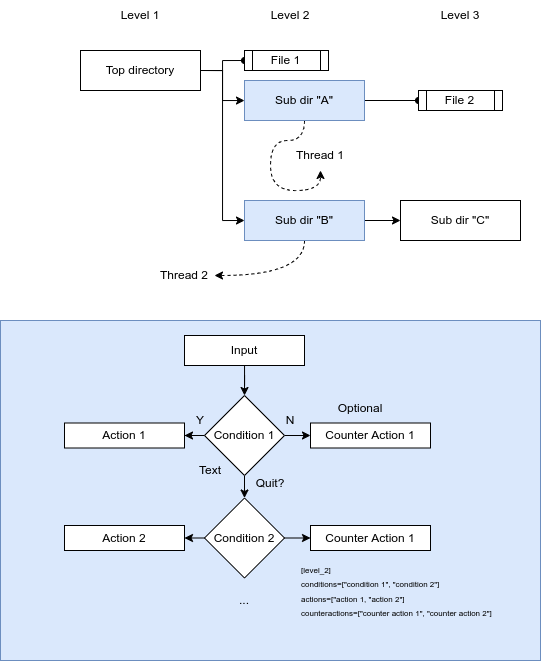 Level 1
Level 2
Level 3
Top directory
File 1
Sub dir "A"
File 2
Thread 1
Sub dir "B"
Sub dir "C"
Thread 2
Input
Optional
Y
N
Action 1
Condition 1
Counter Action 1
Text
Quit?
Action 2
Condition 2
Counter Action 1
[level_2]
conditions=["condition 1", "condition 2"]
actions=["action 1, "action 2"]
counteractions=["counter action 1", "counter action 2"]
...